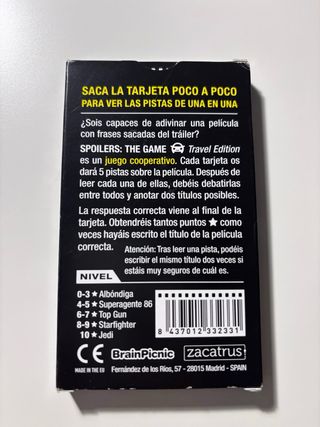 SACA LA TARJETA POCO A POCO
PARA VER LAS PISTAS DE UNA EN UNA
¿Sois capaces de adivinar una película
con frases sacadas del tráiler?
SPOILERS: THE GAME Travel Edition
es un juego cooperativo. Cada tarjeta os
dará 5 pistas sobre la película. Después de
leer cada una de ellas, debéis debatirlas
entre todos y anotar dos títulos posibles.
La respuesta correcta viene al final de la
tarjeta. Obtendréis tantos puntos ★ como
veces hayáis escrito el título de la película
correcta.
Atención: Tras leer una pista, podéis
escribir el mismo título dos veces si
estáis muy seguros de cuál es.
NIVEL
0-3 ★ Albóndiga
4-5 ★ Superagente 86
6-7 ★ Top Gun
8-9 ★ Starfighter
10 ★ Jedi
8 437012 332331
CE
BrainPicnic
zacatrus
MADE IN THE EU
Fernández de los Ríos, 57 - 28015 Madrid - SPAIN